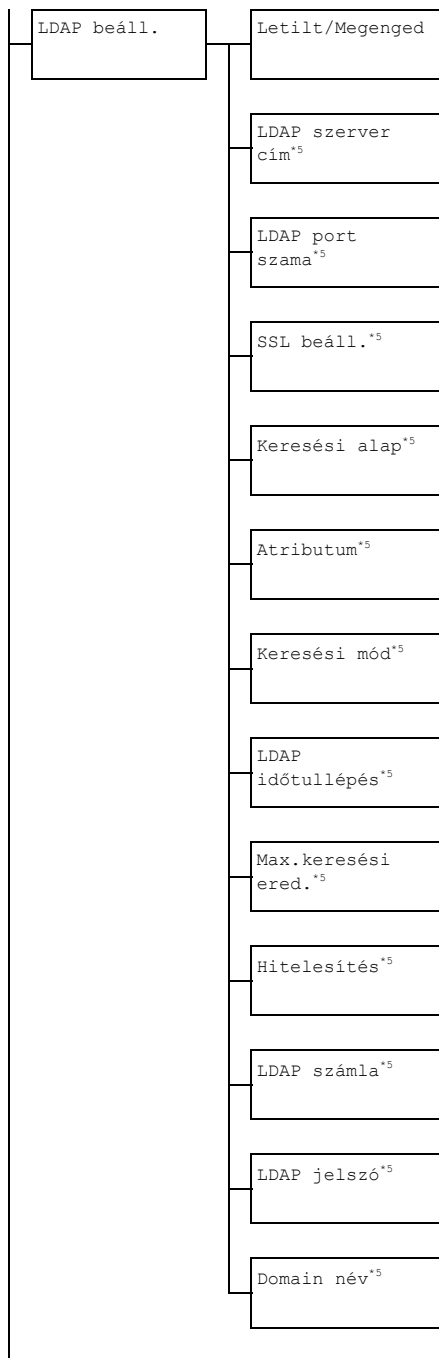 LDAP beáll.
Letilt/Megenged
LDAP szerver
cím*5
LDAP port
szama*5
SSL beáll.*5
Keresési alap*5
Atributum*5
Keresési mód*5
LDAP
időtullépés*5
Max.keresési
ered.*5
Hitelesítés*5
LDAP számla*5
LDAP jelszó*5
Domain név*5